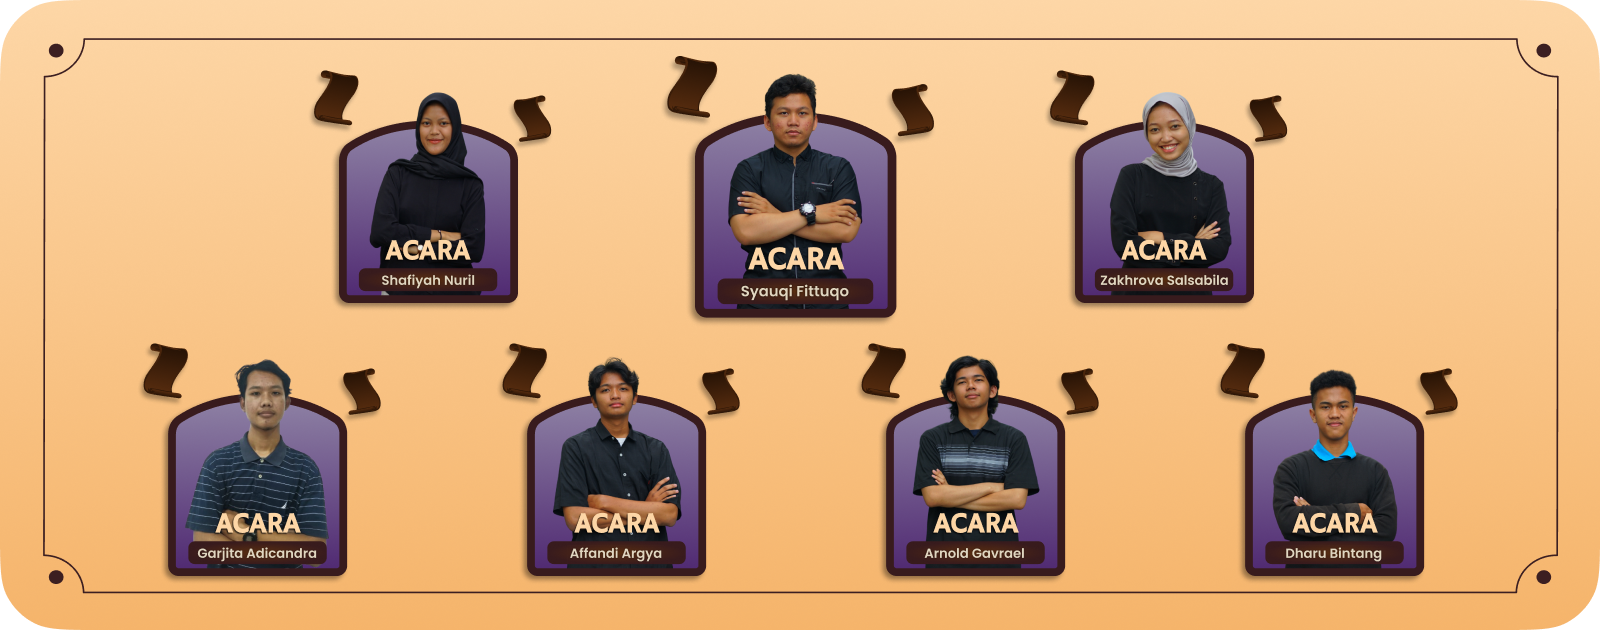 ACARA
Shafiyah Nuril
ACARA
Syauqi Fittuqo
ACARA
Zakhrova Salsabila
ACARA
Garjita Adicandra
ACARA
Affandi Argya
ACARA
Arnold Gavrael
ACARA
Dharu Bintang